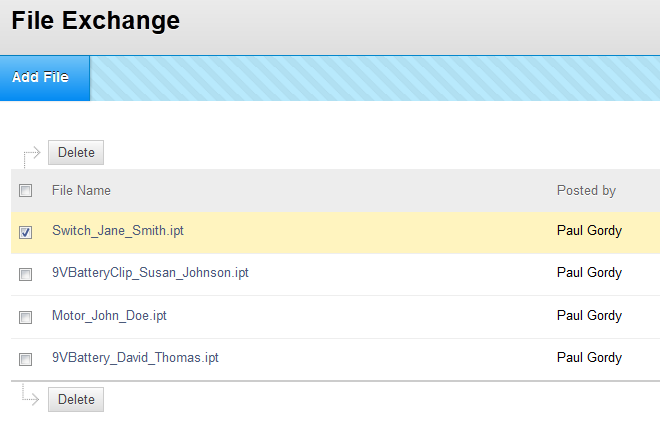 File Exchange
Add File
Delete
File Name Posted by
Switch_Jane_Smith.ipt Paul Gordy
9VBatteryClip_Susan_Johnson.ipt Paul Gordy
Motor_John_Doe.ipt Paul Gordy
9VBattery_David_Thomas.ipt Paul Gordy
Delete